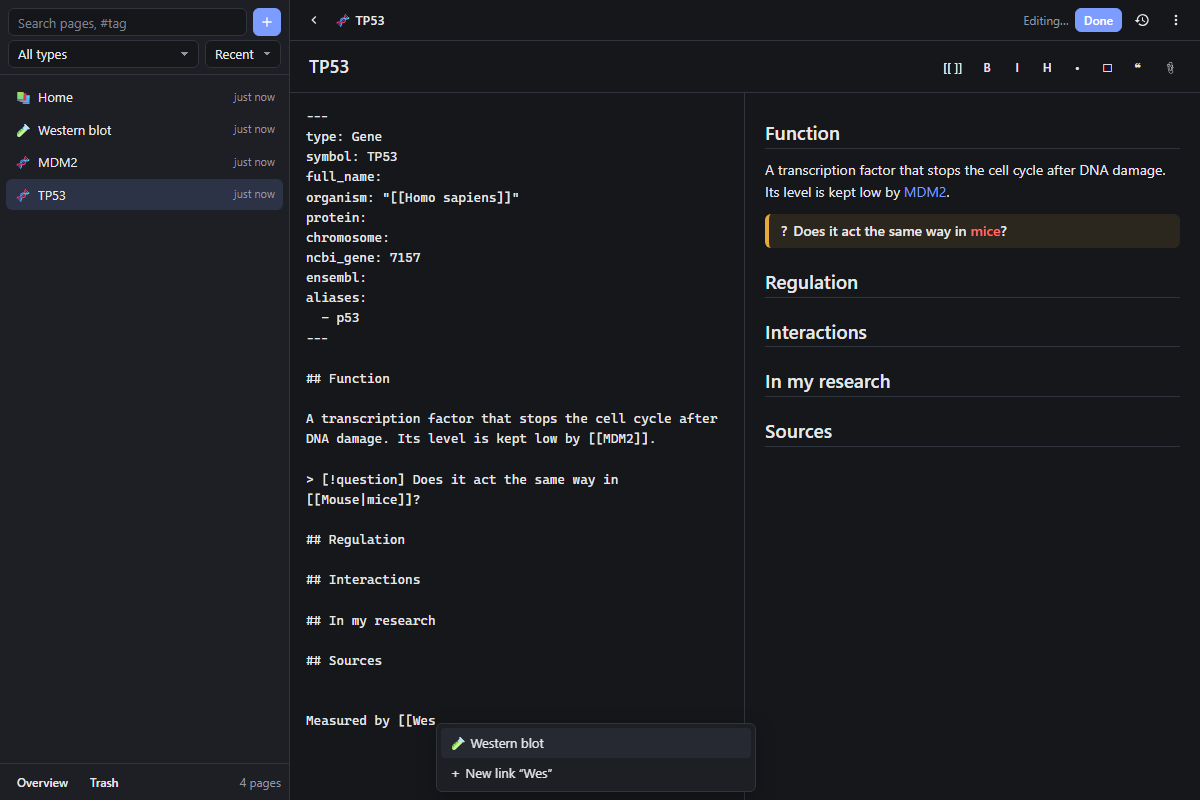 Search pages, #tag
+
All types
Recent
Home just now
Western blot just now
MDM2 just now
TP53 just now
Overview Trash 4 pages
TP53
Editing... Done
TP53
[[ ]] B I H • ☐ ❝
---
type: Gene
symbol: TP53
full_name:
organism: "[[Homo sapiens]]"
protein:
chromosome:
ncbi_gene: 7157
ensembl:
aliases:
  - p53
---
## Function
A transcription factor that stops the cell cycle after
DNA damage. Its level is kept low by [[MDM2]].
> [!question] Does it act the same way in
[[Mouse|mice]]?
## Regulation
## Interactions
## In my research
## Sources
Measured by [[Wes
Western blot
+ New link “Wes”
Function
A transcription factor that stops the cell cycle after DNA damage.
Its level is kept low by MDM2.
? Does it act the same way in mice?
Regulation
Interactions
In my research
Sources